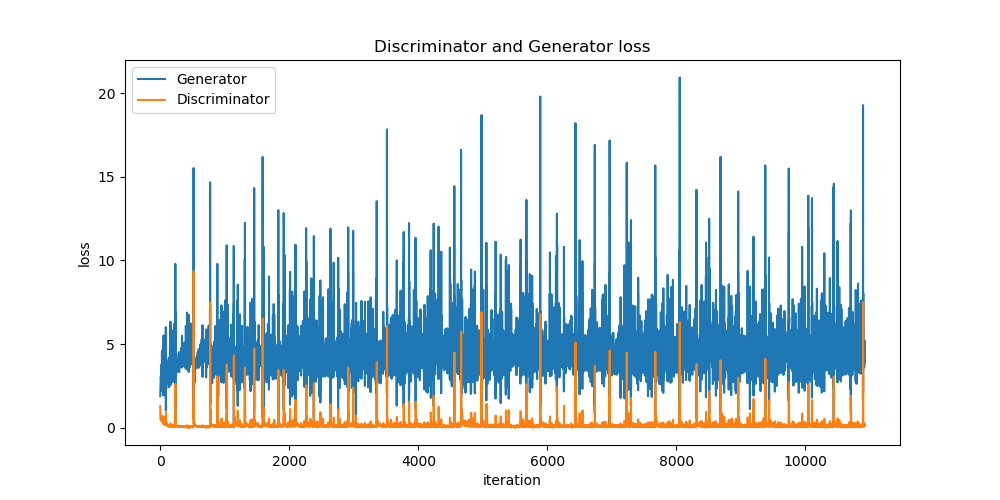 Discriminator and Generator loss
Generator
Discriminator
20
15
10
5
0
loss
0 2000 4000 6000 8000 10000
iteration